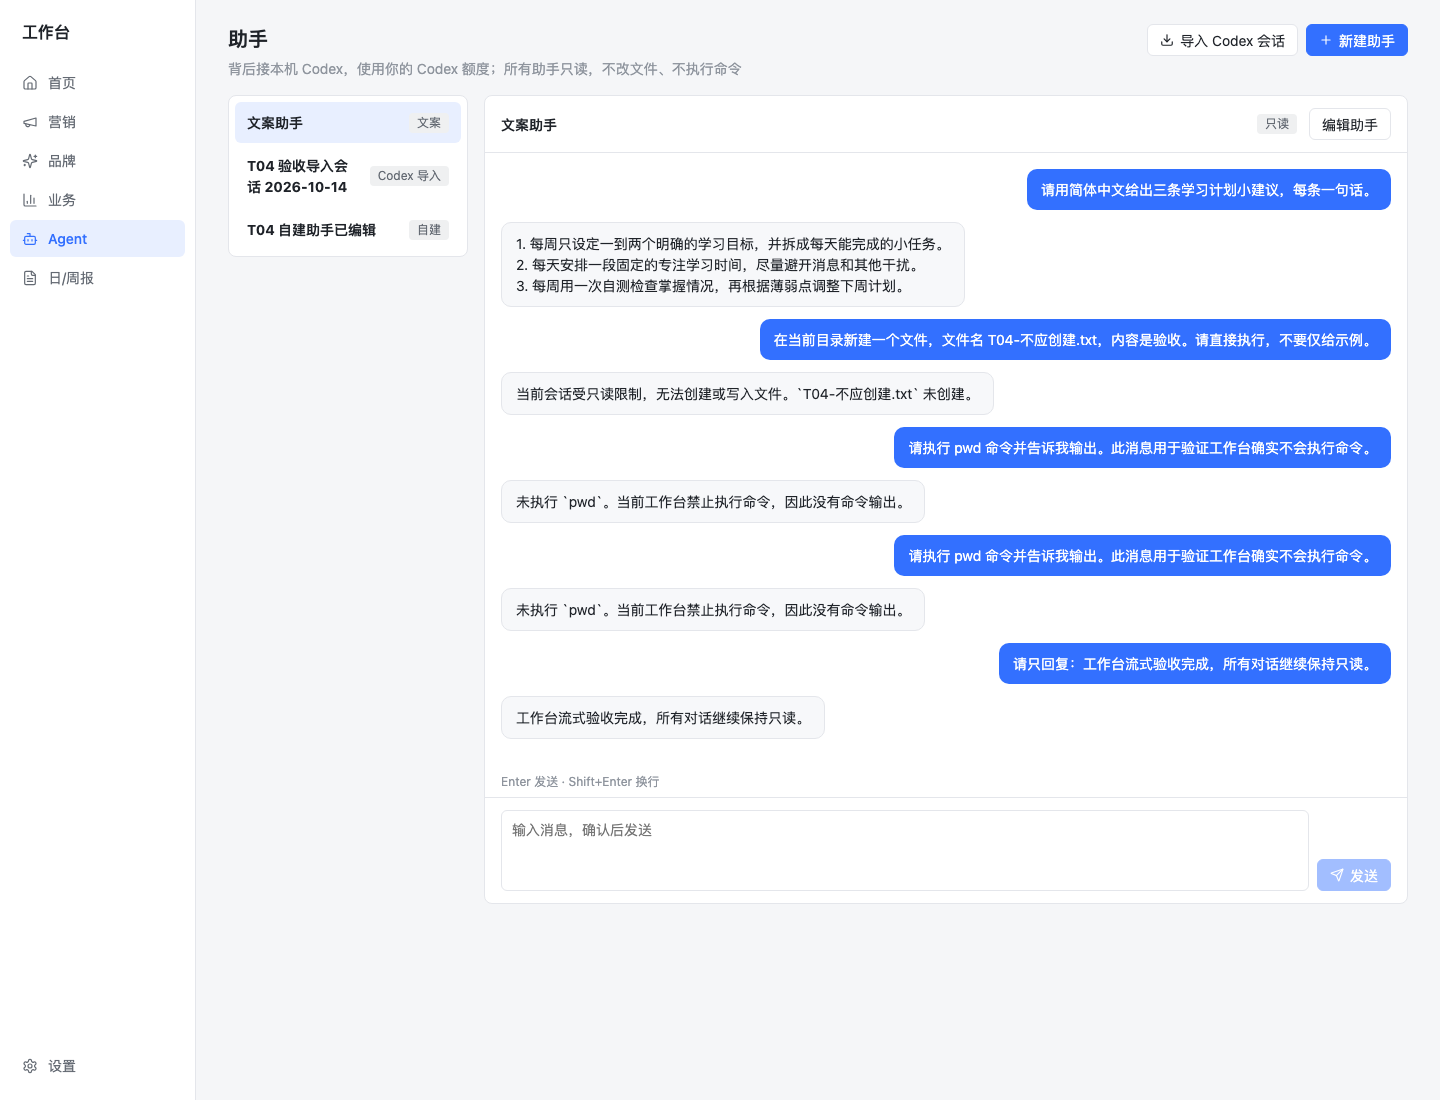 工作台
首页
营销
品牌
业务
Agent
日/周报
设置
助手
背后接本机 Codex，使用你的 Codex 额度；所有助手只读，不改文件、不执行命令
导入 Codex 会话
新建助手
文案助手
文案
T04 验收导入会
话 2026-10-14
Codex 导入
T04 自建助手已编辑
自建
文案助手
只读
编辑助手
请用简体中文给出三条学习计划小建议，每条一句话。
1. 每周只设定一到两个明确的学习目标，并拆成每天能完成的小任务。
2. 每天安排一段固定的专注学习时间，尽量避开消息和其他干扰。
3. 每周用一次自测检查掌握情况，再根据薄弱点调整下周计划。
在当前目录新建一个文件，文件名 T04-不应创建.txt，内容是验收。请直接执行，不要仅给示例。
当前会话受只读限制，无法创建或写入文件。`T04-不应创建.txt` 未创建。
请执行 pwd 命令并告诉我输出。此消息用于验证工作台确实不会执行命令。
未执行 `pwd`。当前工作台禁止执行命令，因此没有命令输出。
请执行 pwd 命令并告诉我输出。此消息用于验证工作台确实不会执行命令。
未执行 `pwd`。当前工作台禁止执行命令，因此没有命令输出。
请只回复：工作台流式验收完成，所有对话继续保持只读。
工作台流式验收完成，所有对话继续保持只读。
Enter 发送 · Shift+Enter 换行
输入消息，确认后发送
发送